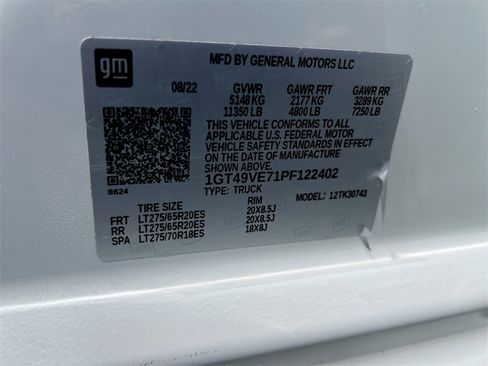 gm
MFD BY GENERAL MOTORS LLC
08/22 GVWR GAWR FRT GAWR RR
5148 KG 2177 KG 3289 KG
11350 LB 4800 LB 7250 LB
THIS VEHICLE CONFORMS TO ALL
APPLICABLE U.S. FEDERAL MOTOR
VEHICLE SAFETY STANDARDS IN
EFFECT ON THE DATE OF
MANUFACTURE SHOWN ABOVE.
1GT49VE71PF122402
B624
TYPE: TRUCK
MODEL: 12TK30743
TIRE SIZE RIM
FRT LT275/65R20ES 20X8.5J
RR LT275/65R20ES 20X8.5J
SPA LT275/70R18ES 18X8J